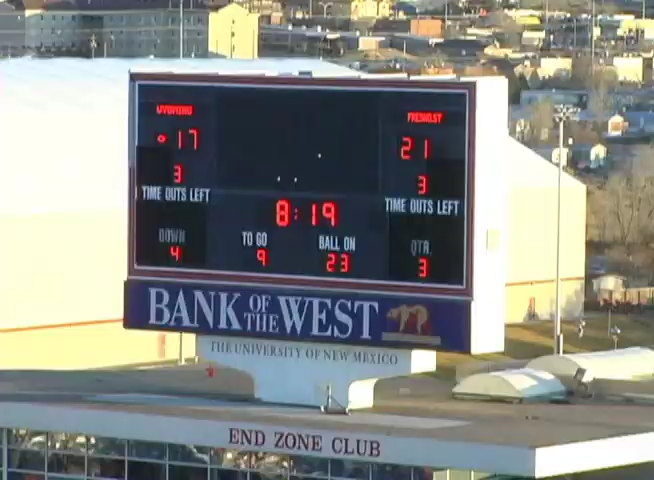 WYOMING FRESNO.ST
17 21
3 3
TIME OUTS LEFT TIME OUTS LEFT
8:19
DOWN TO GO BALL ON QTR.
4 9 23 3
BANK OF THE WEST
THE UNIVERSITY OF NEW MEXICO
END ZONE CLUB